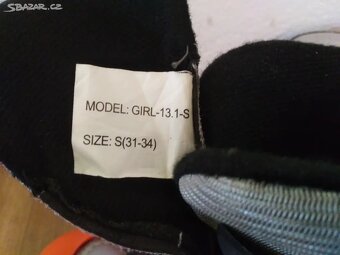 SBAZAR.CZ
MODEL: GIRL-13.1-S
SIZE: S(31-34)